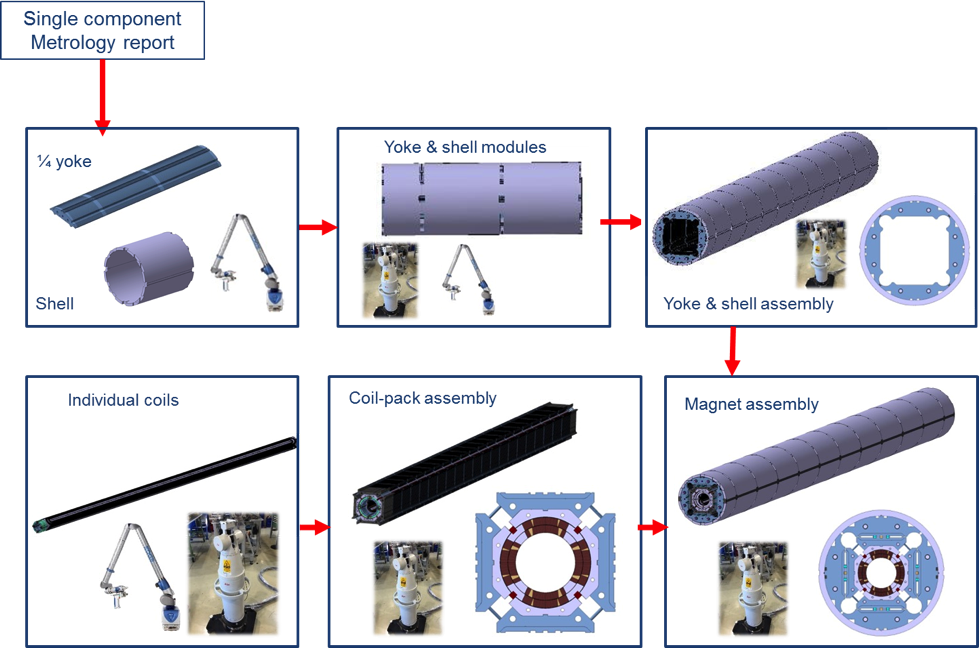 Single component
Metrology report
¼ yoke
Shell
Yoke & shell modules
Yoke & shell assembly
Individual coils
Coil-pack assembly
Magnet assembly